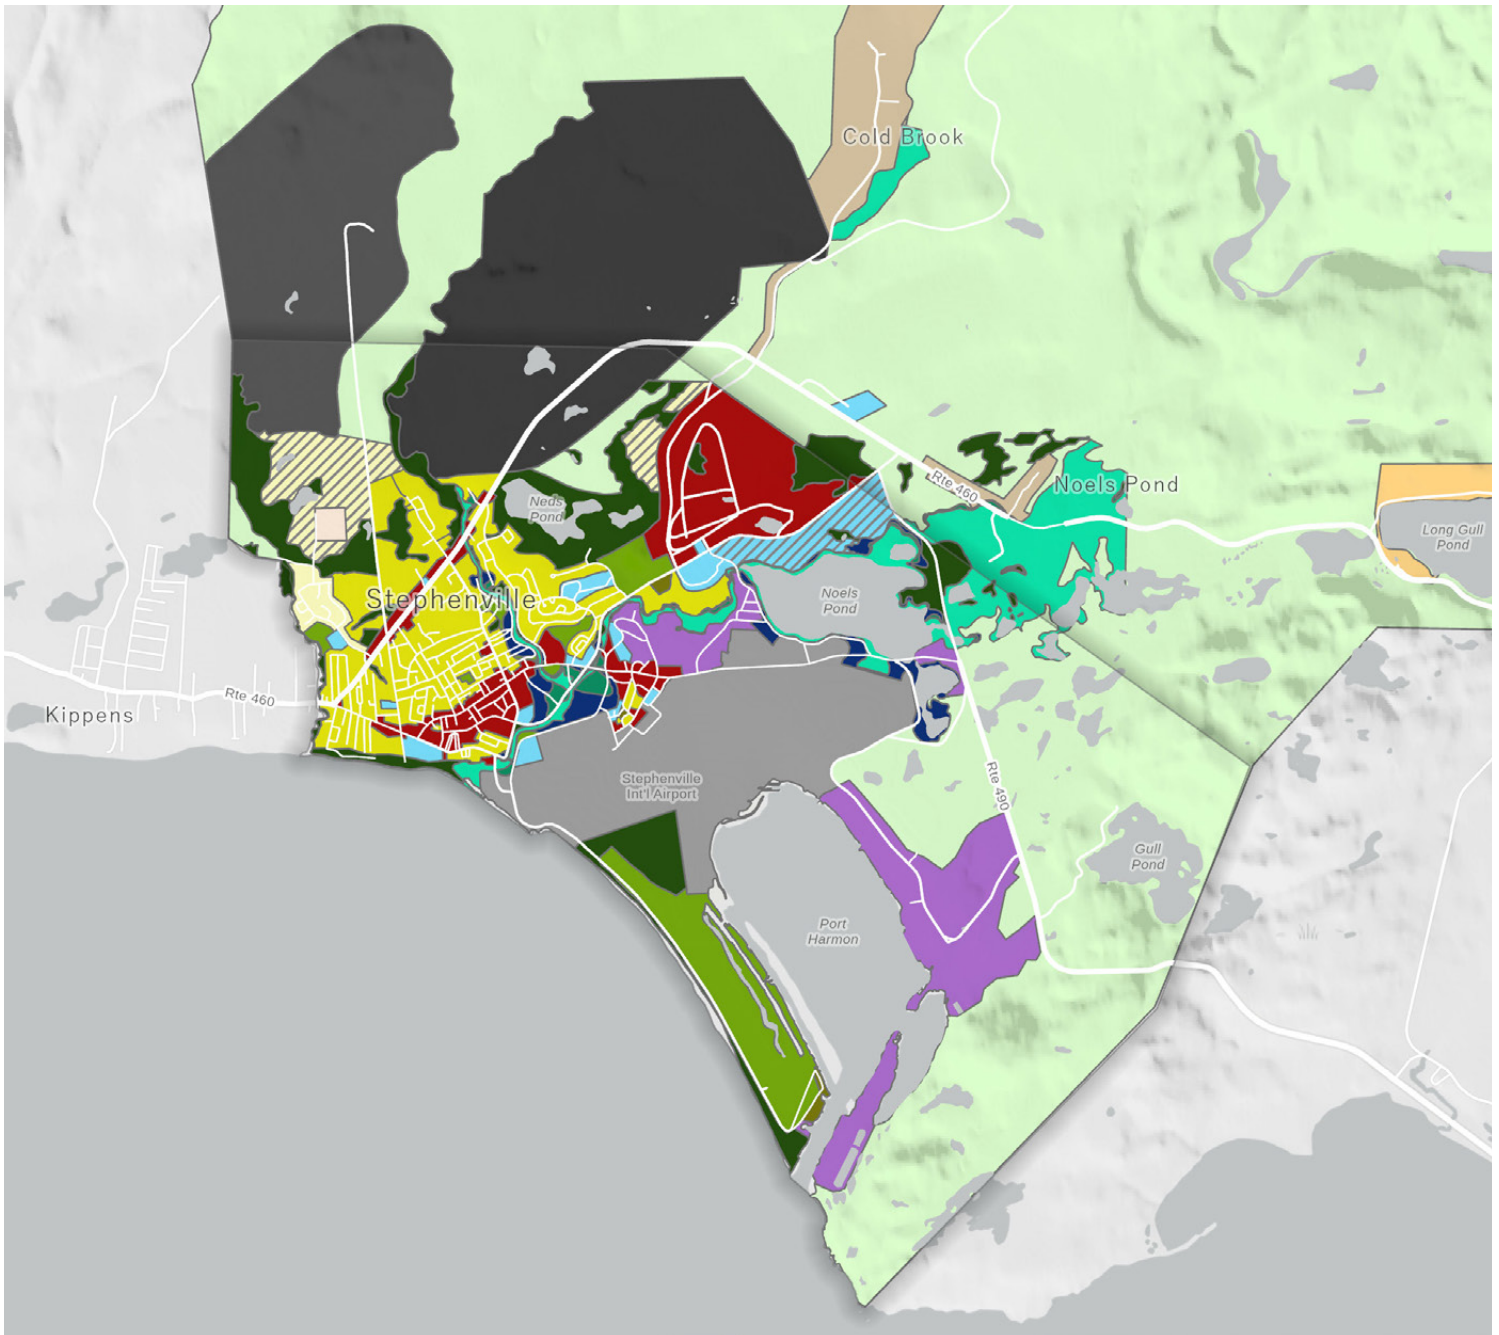 Cold Brook
Rte 460
Noels Pond
Neds
Pond
Long Gull
Pond
Stephenville
Noels
Pond
Rte 460
Kippens
Stephenville
Int'l Airport
Rte 490
Gull
Pond
Port
Harmon